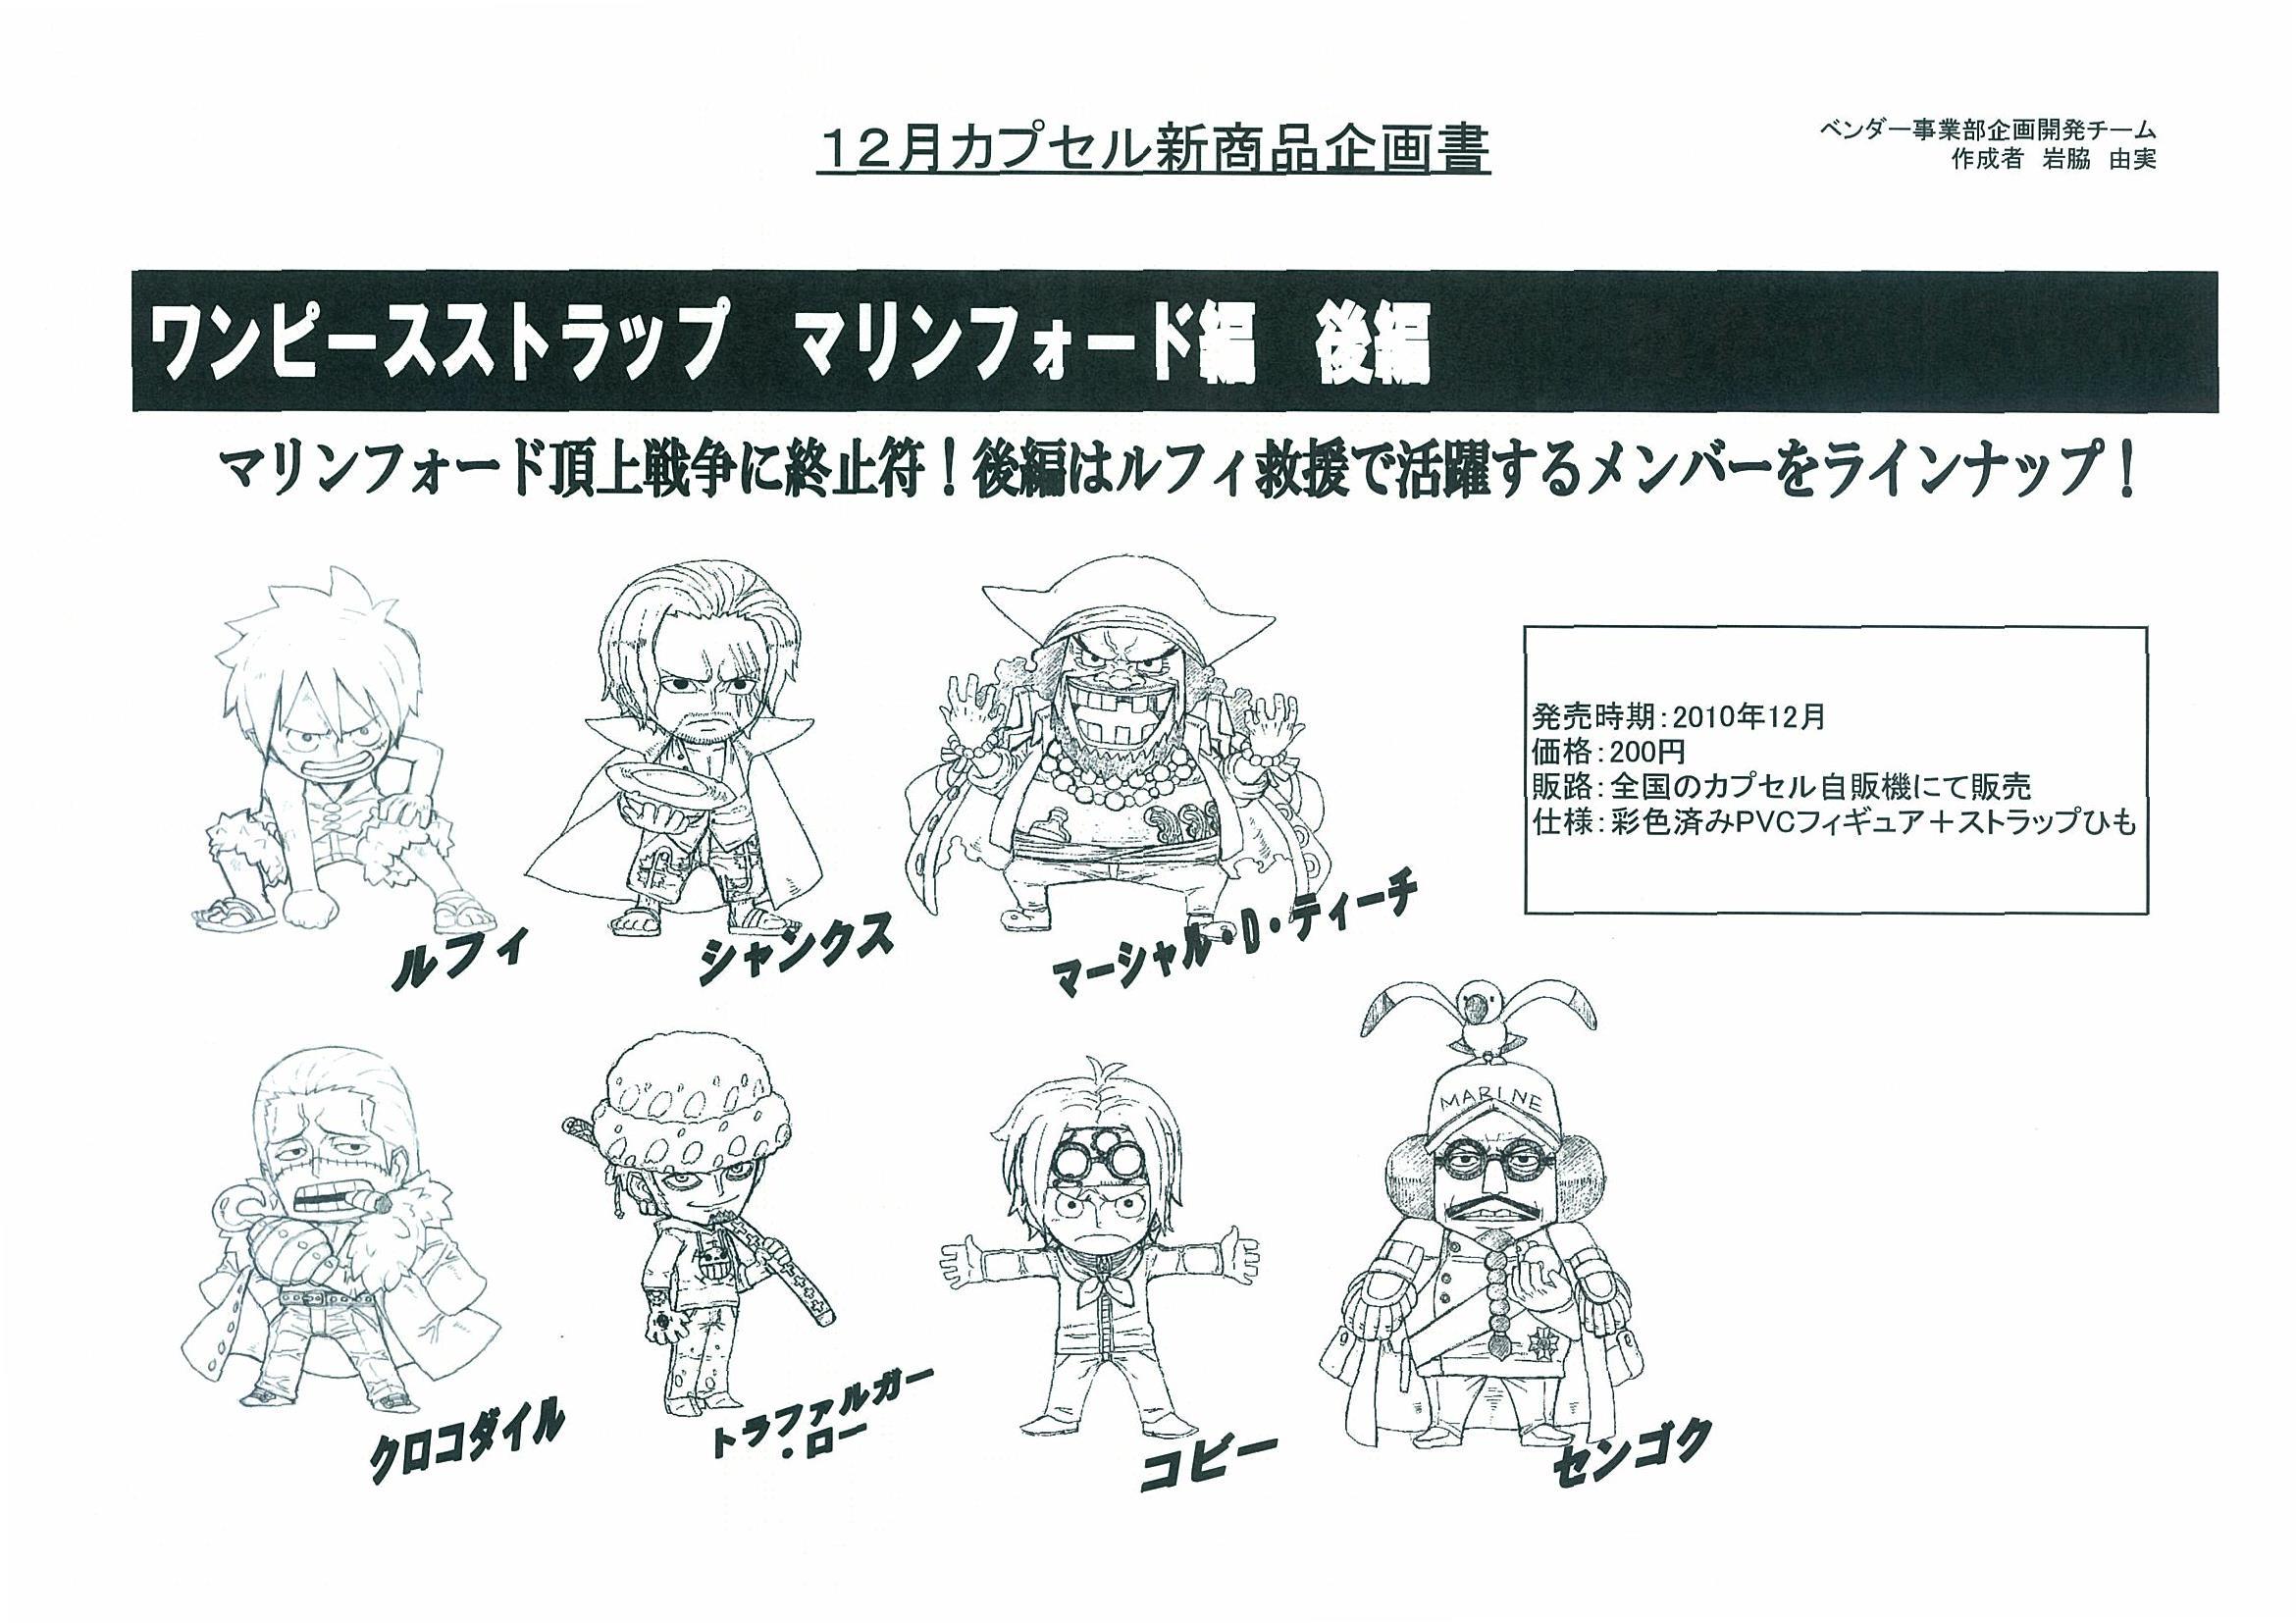 12月カプセル新商品企画書
ベンダー事業部企画開発チーム
作成者 岩脇 由実
ワンピースストラップ マリンフォード編 後編
マリンフォード頂上戦争に終止符！後編はルフィ救援で活躍するメンバーをラインナップ！
発売時期：2010年12月
価格：200円
販路：全国のカプセル自販機にて販売
仕様：彩色済みPVCフィギュア＋ストラップひも
ルフィ
シャンクス
マーシャル・D・ティーチ
MARINE
クロコダイル
トラファルガー
・ロー
コビー
センゴク